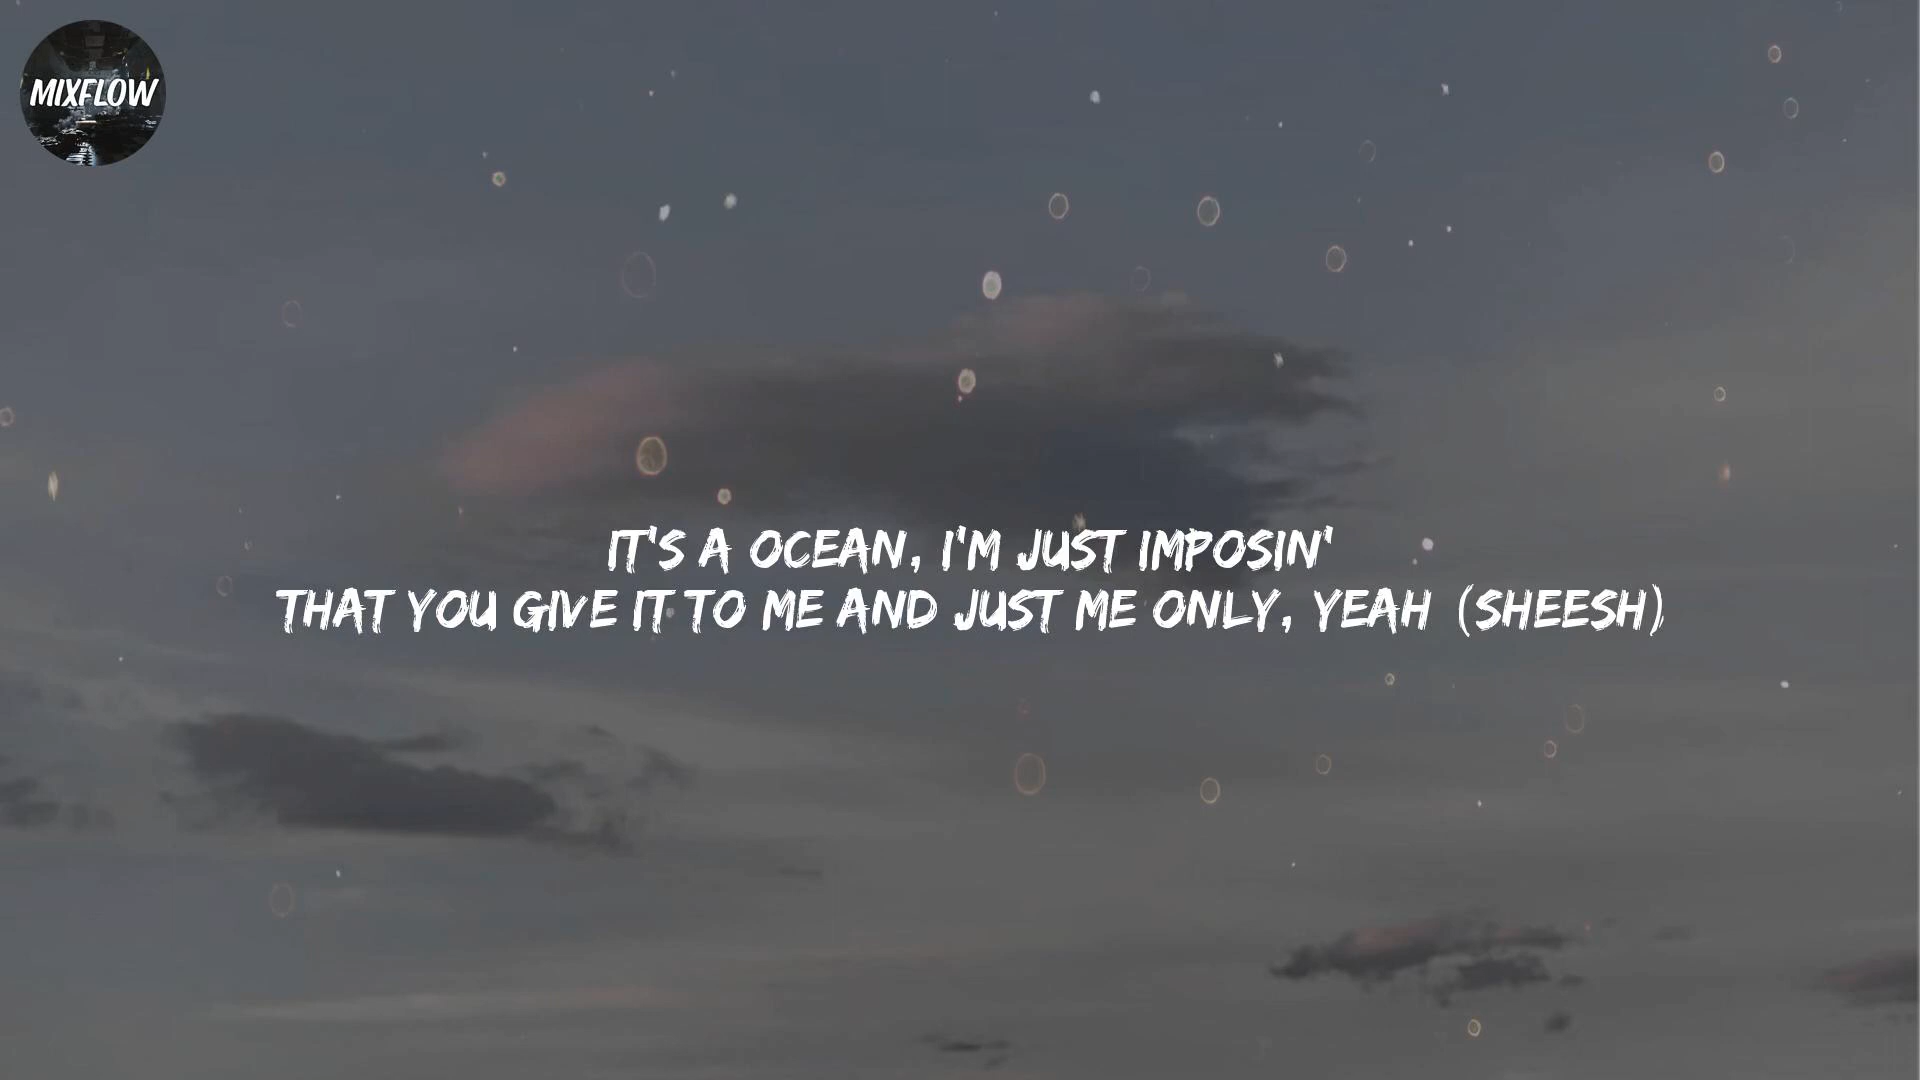 MIXFLOW
IT'S A OCEAN, I'M JUST IMPOSIN'
THAT YOU GIVE IT TO ME AND JUST ME ONLY, YEAH (SHEESH)